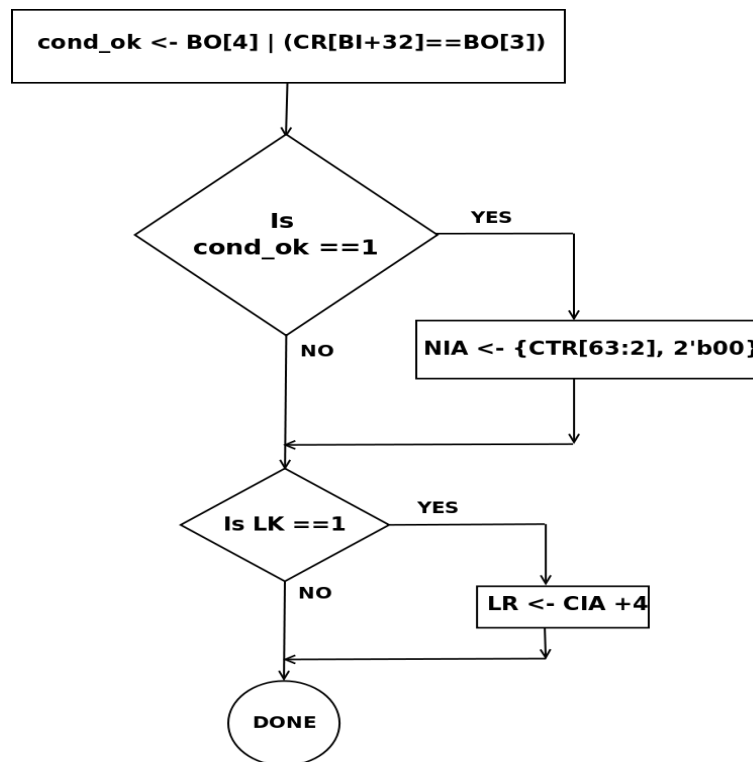 cond_ok <- BO[4] | (CR[BI+32]==BO[3])
Is
cond_ok ==1
YES
NO
NIA <- {CTR[63:2], 2'b00}
Is LK ==1
YES
NO
LR <- CIA +4
DONE